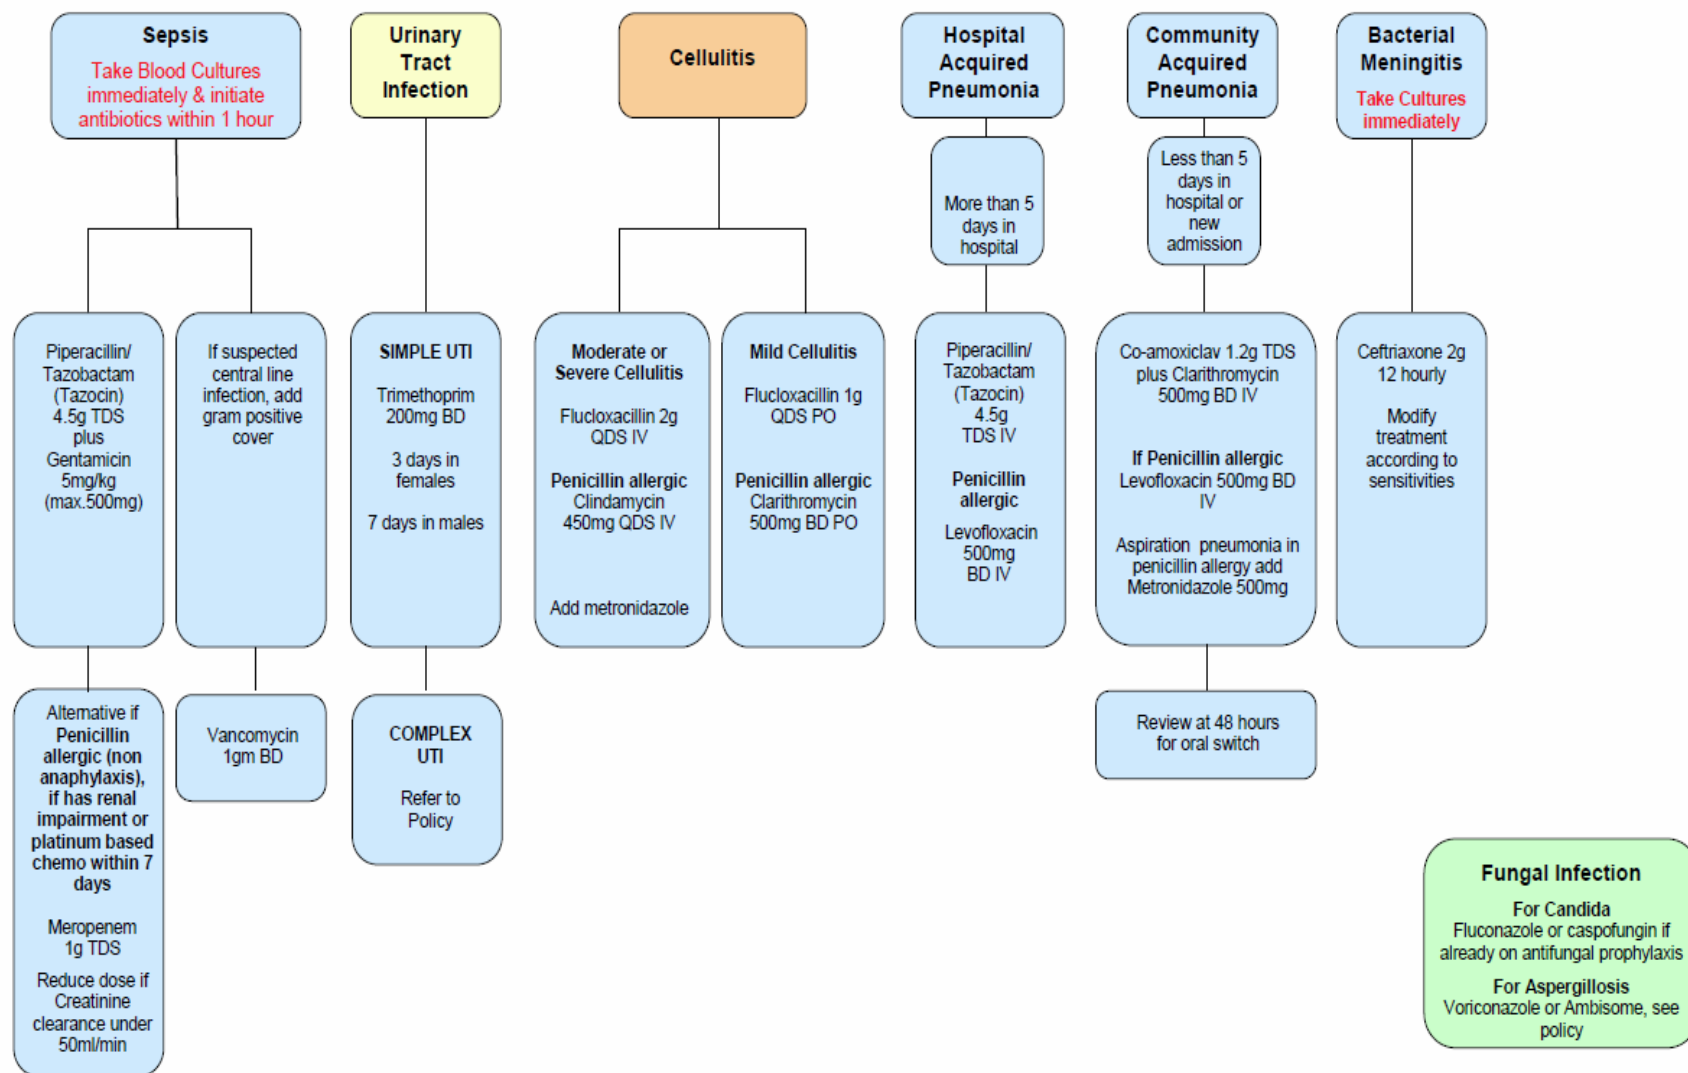 Sepsis
Take Blood Cultures
immediately & initiate
antibiotics within 1 hour
Piperacillin/
Tazobactam
(Tazocin)
4.5g TDS
plus
Gentamicin
5mg/kg
(max.500mg)
Alternative if
Penicillin
allergic (non
anaphylaxis),
if has renal
impairment or
platinum based
chemo within 7
days
Meropenem
1g TDS
Reduce dose if
Creatinine
clearance under
50ml/min
If suspected
central line
infection, add
gram positive
cover
Vancomycin
1gm BD
Urinary
Tract
Infection
SIMPLE UTI
Trimethoprim
200mg BD
3 days in
females
7 days in males
COMPLEX
UTI
Refer to
Policy
Cellulitis
Moderate or
Severe Cellulitis
Flucloxacillin 2g
QDS IV
Penicillin allergic
Clindamycin
450mg QDS IV
Add metronidazole
Mild Cellulitis
Flucloxacillin 1g
QDS PO
Penicillin allergic
Clarithromycin
500mg BD PO
Hospital
Acquired
Pneumonia
More than 5
days in
hospital
Piperacillin/
Tazobactam
(Tazocin)
4.5g
TDS IV
Penicillin
allergic
Levofloxacin
500mg
BD IV
Community
Acquired
Pneumonia
Less than 5
days in
hospital or
new
admission
Co-amoxiclav 1.2g TDS
plus Clarithromycin
500mg BD IV
If Penicillin allergic
Levofloxacin 500mg BD
IV
Aspiration pneumonia in
penicillin allergy add
Metronidazole 500mg
Review at 48 hours
for oral switch
Bacterial
Meningitis
Take Cultures
immediately
Ceftriaxone 2g
12 hourly
Modify
treatment
according to
sensitivities
Fungal Infection
For Candida
Fluconazole or caspofungin if
already on antifungal prophylaxis
For Aspergillosis
Voriconazole or Ambisome, see
policy